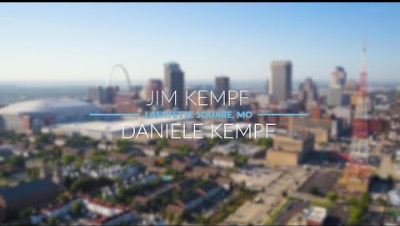 JIM KEMPF
LAFAYETTE SQUARE, MO
DANIELE KEMPF